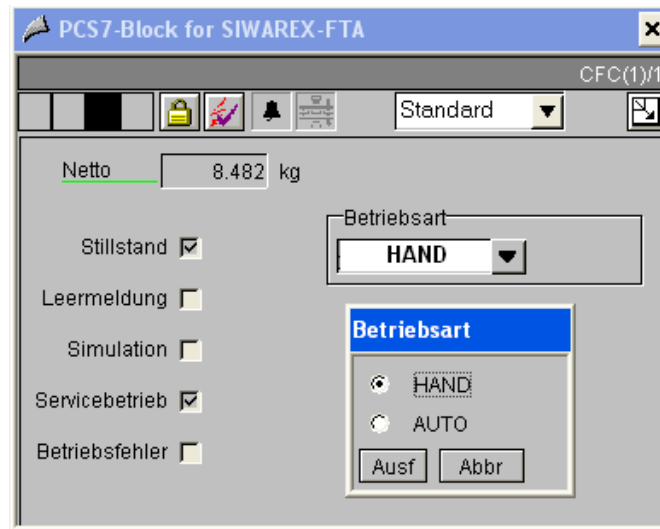 PCS7-Block for SIWAREX-FTA
CFC(1)/1
Standard
Netto 8.482 kg
Betriebsart
Stillstand HAND
Leermeldung
Betriebsart
Simulation
HAND
Servicebetrieb
AUTO
Betriebsfehler
Ausf Abbr